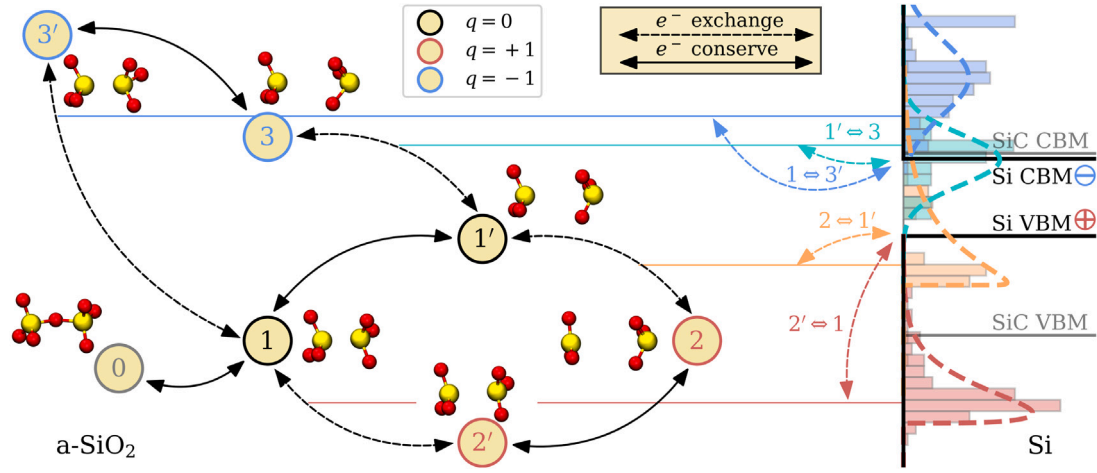 3′
q = 0
q = +1
q = −1
e⁻ exchange
e⁻ conserve
3
1′ ⇔ 3
SiC CBM
1 ⇔ 3′
Si CBM ⊖
1′
2 ⇔ 1′
Si VBM ⊕
0
1
2
2′ ⇔ 1
SiC VBM
2′
a-SiO₂
Si